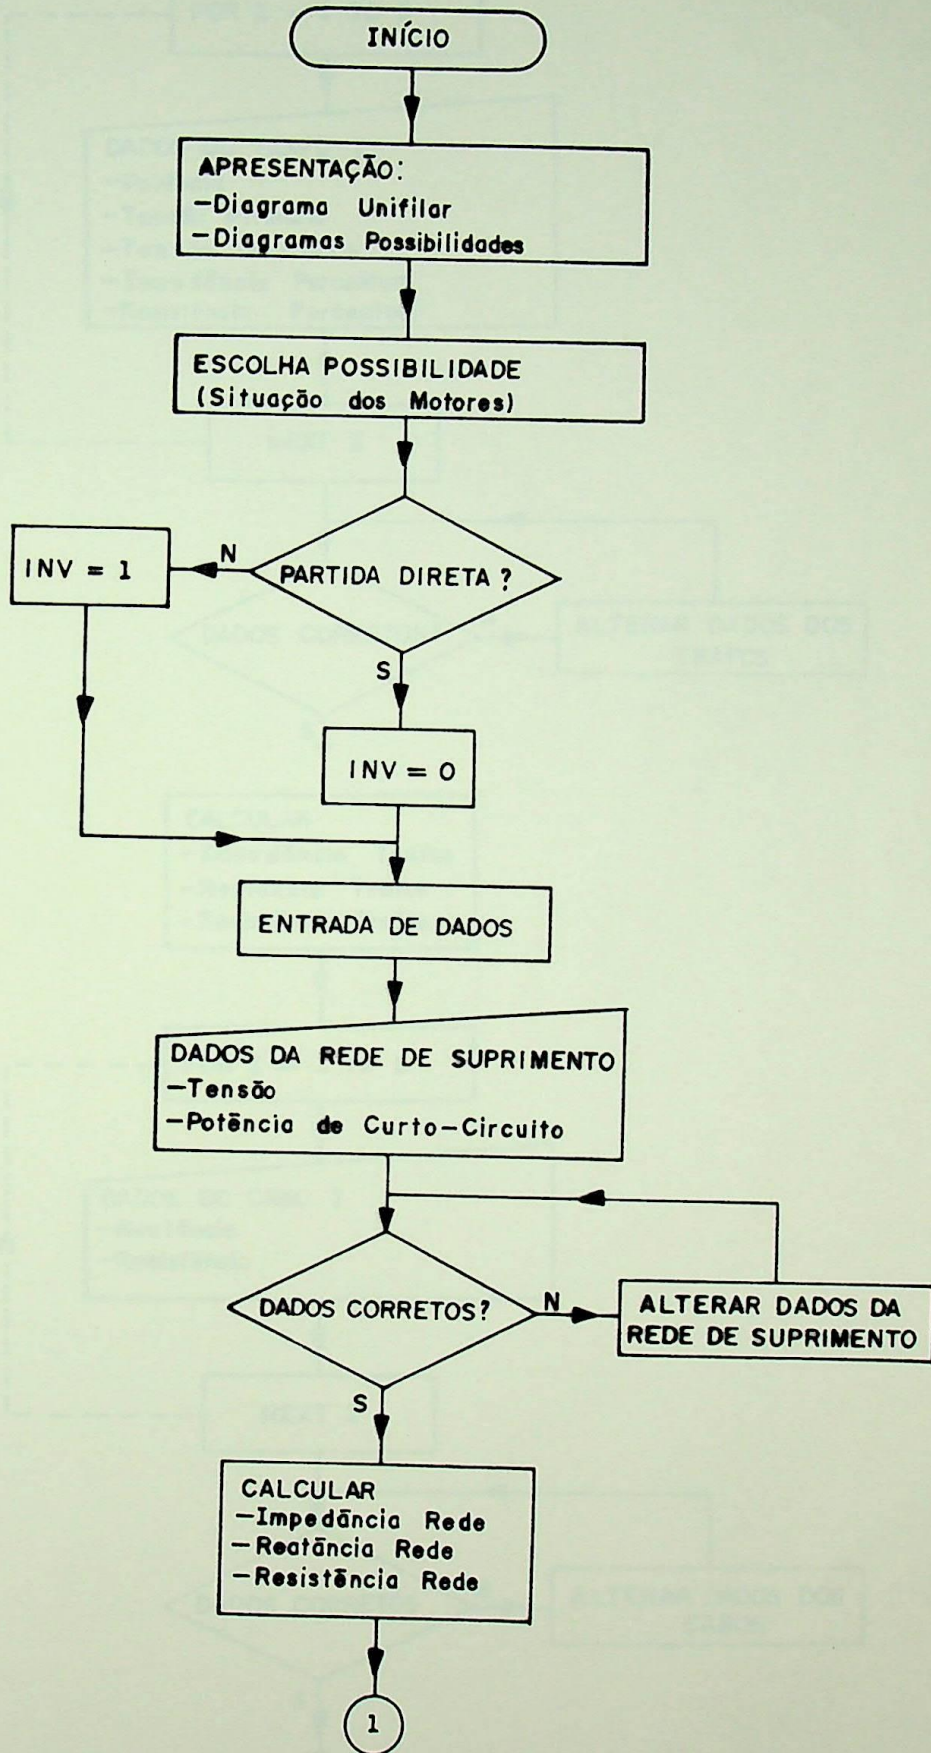 INÍCIO
APRESENTAÇÃO:
-Diagrama Unifilar
-Diagramas Possibilidades
ESCOLHA POSSIBILIDADE
(Situação dos Motores)
PARTIDA DIRETA?
N
INV = 1
S
INV = 0
ENTRADA DE DADOS
DADOS DA REDE DE SUPRIMENTO
-Tensão
-Potência de Curto-Circuito
DADOS CORRETOS?
N
ALTERAR DADOS DA
REDE DE SUPRIMENTO
S
CALCULAR
-Impedância Rede
-Reatância Rede
-Resistência Rede
1